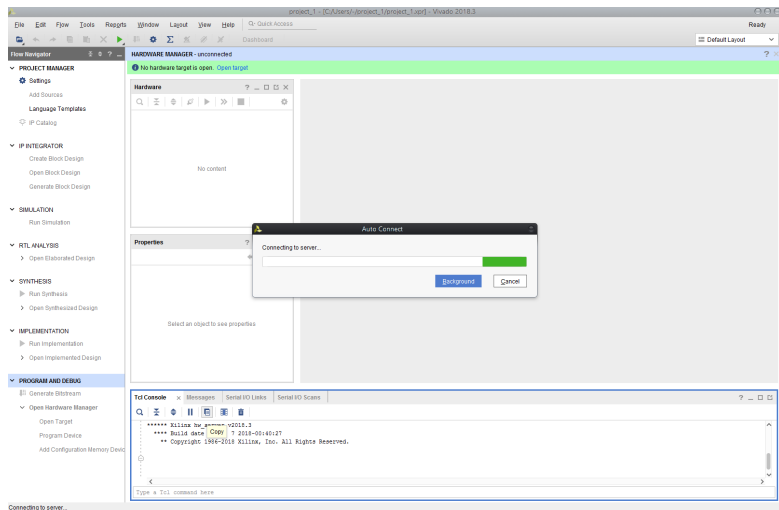 project_1 - [C:/Users/-/project_1/project_1.xpr] - Vivado 2018.3
File Edit Flow Tools Reports Window Layout View Help Q- Quick Access Ready
Dashboard Default Layout
Flow Navigator ? HARDWARE MANAGER - unconnected ?
PROJECT MANAGER
No hardware target is open. Open target
Settings
Add Sources
Language Templates
IP Catalog
Hardware ?
No content
IP INTEGRATOR
Create Block Design
Open Block Design
Generate Block Design
SIMULATION
Run Simulation
RTL ANALYSIS
Open Elaborated Design
SYNTHESIS
Run Synthesis
Open Synthesized Design
IMPLEMENTATION
Run Implementation
Open Implemented Design
PROGRAM AND DEBUG
Generate Bitstream
Open Hardware Manager
Open Target
Program Device
Add Configuration Memory Devic
Properties ?
Select an object to see properties
Auto Connect
Connecting to server...
Background Cancel
Tcl Console × Messages Serial I/O Links Serial I/O Scans ?
****** Xilinx hw_server v2018.3
**** Build date Copy 7 2018-00:40:27
** Copyright 1986-2018 Xilinx, Inc. All Rights Reserved.
Type a Tcl command here
Connecting to server...